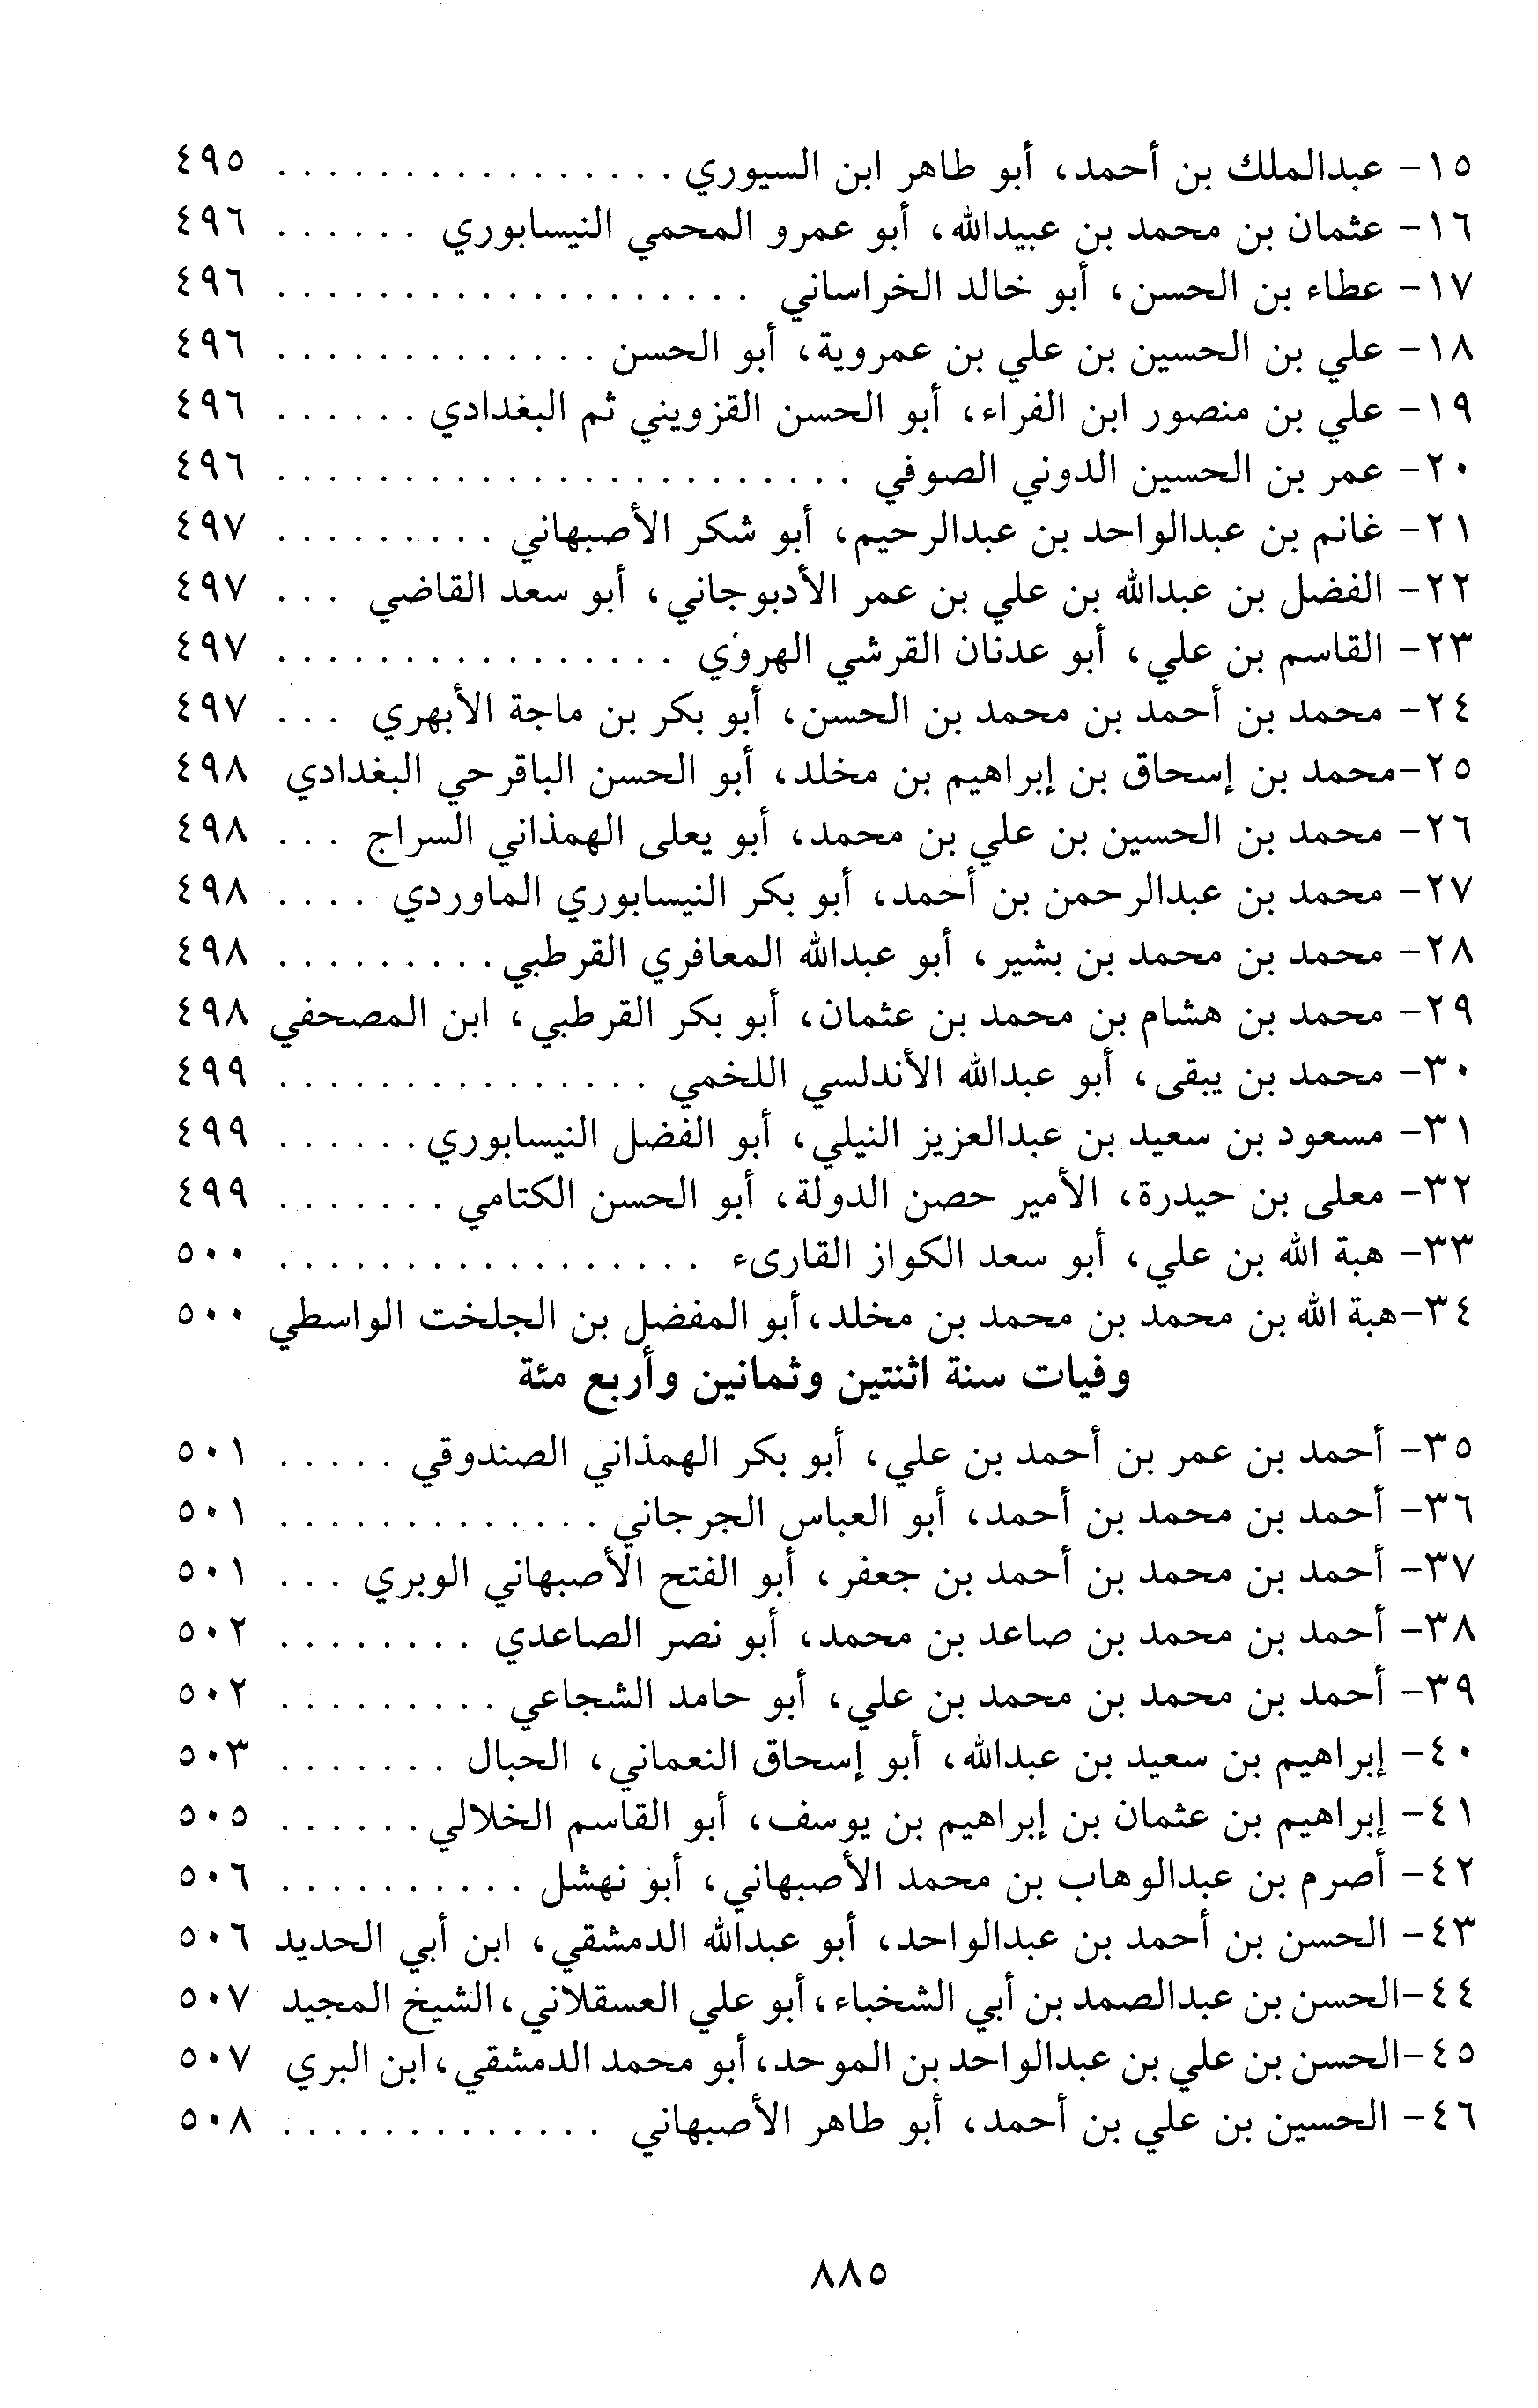 ١٥- عبدالملك بن أحمد، أبو طاهر ابن السيوري . . . . . . . . . . . . . . . . ٤٩٥
١٦- عثمان بن محمد بن عبيدالله، أبو عمرو المحمي النيسابوري . . . . . . ٤٩٦
١٧- عطاء بن الحسن، أبو خالد الخراساني . . . . . . . . . . . . . . . . . . . ٤٩٦
١٨- علي بن الحسين بن علي بن عمروية، أبو الحسن . . . . . . . . . . . . . ٤٩٦
١٩- علي بن منصور ابن الفراء، أبو الحسن القزويني ثم البغدادي . . . . . . ٤٩٦
٢٠- عمر بن الحسين الدوني الصوفي . . . . . . . . . . . . . . . . . . . . . . . ٤٩٦
٢١- غانم بن عبدالواحد بن عبدالرحيم، أبو شكر الأصبهاني . . . . . . . . . ٤٩٧
٢٢- الفضل بن عبدالله بن علي بن عمر الأدبوجاني، أبو سعد القاضي . . . ٤٩٧
٢٣- القاسم بن علي، أبو عدنان القرشي الهروي . . . . . . . . . . . . . . . . ٤٩٧
٢٤- محمد بن أحمد بن محمد بن الحسن، أبو بكر بن ماجة الأبهري . . . ٤٩٧
٢٥-محمد بن إسحاق بن إبراهيم بن مخلد، أبو الحسن الباقرحي البغدادي ٤٩٨
٢٦- محمد بن الحسين بن علي بن محمد، أبو يعلى الهمذاني السراج . . . ٤٩٨
٢٧- محمد بن عبدالرحمن بن أحمد، أبو بكر النيسابوري الماوردي . . . . ٤٩٨
٢٨- محمد بن محمد بن بشير، أبو عبدالله المعافري القرطبي . . . . . . . . . ٤٩٨
٢٩- محمد بن هشام بن محمد بن عثمان، أبو بكر القرطبي، ابن المصحفي ٤٩٨
٣٠- محمد بن يبقى، أبو عبدالله الأندلسي اللخمي . . . . . . . . . . . . . . . ٤٩٩
٣١- مسعود بن سعيد بن عبدالعزيز النيلي، أبو الفضل النيسابوري . . . . . . ٤٩٩
٣٢- معلى بن حيدرة، الأمير حصن الدولة، أبو الحسن الكتامي . . . . . . . ٤٩٩
٣٣- هبة الله بن علي، أبو سعد الكواز القارىء . . . . . . . . . . . . . . . . . ٥٠٠
٣٤-هبة الله بن محمد بن محمد بن مخلد، أبو المفضل بن الجلخت الواسطي ٥٠٠
وفيات سنة اثنتين وثمانين وأربع مئة
٣٥- أحمد بن عمر بن أحمد بن علي، أبو بكر الهمذاني الصندوقي . . . . . ٥٠١
٣٦- أحمد بن محمد بن أحمد، أبو العباس الجرجاني . . . . . . . . . . . . . ٥٠١
٣٧- أحمد بن محمد بن أحمد بن جعفر، أبو الفتح الأصبهاني الوبري . . . ٥٠١
٣٨- أحمد بن محمد بن صاعد بن محمد، أبو نصر الصاعدي . . . . . . . . ٥٠٢
٣٩- أحمد بن محمد بن محمد بن علي، أبو حامد الشجاعي . . . . . . . . . ٥٠٢
٤٠- إبراهيم بن سعيد بن عبدالله، أبو إسحاق النعماني، الحبال . . . . . . . ٥٠٣
٤١- إبراهيم بن عثمان بن إبراهيم بن يوسف، أبو القاسم الخلالي . . . . . . ٥٠٥
٤٢- أصرم بن عبدالوهاب بن محمد الأصبهاني، أبو نهشل . . . . . . . . . . ٥٠٦
٤٣- الحسن بن أحمد بن عبدالواحد، أبو عبدالله الدمشقي، ابن أبي الحديد ٥٠٦
٤٤-الحسن بن عبدالصمد بن أبي الشخباء، أبو علي العسقلاني، الشيخ المجيد ٥٠٧
٤٥-الحسن بن علي بن عبدالواحد بن الموحد، أبو محمد الدمشقي، ابن البري ٥٠٧
٤٦- الحسين بن علي بن أحمد، أبو طاهر الأصبهاني . . . . . . . . . . . . . ٥٠٨
٨٨٥